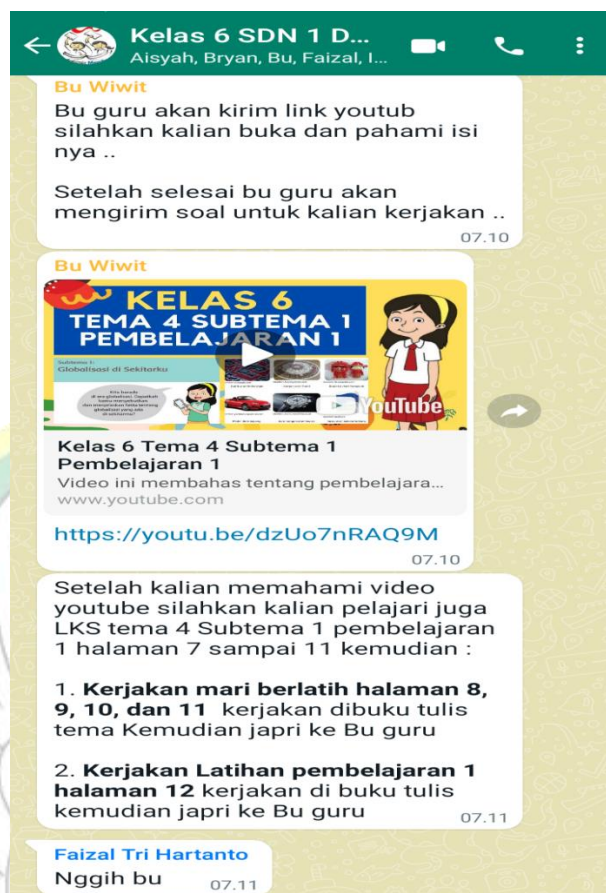 Kelas 6 SDN 1 D...
Aisyah, Bryan, Bu, Faizal, I...
Bu Wiwit
Bu guru akan kirim link youtub
silahkan kalian buka dan pahami isi
nya ..
Setelah selesai bu guru akan
mengirim soal untuk kalian kerjakan ..
07.10
Bu Wiwit
KELAS 6
TEMA 4 SUBTEMA 1
PEMBELAJARAN 1
Subtema 1:
Globalisasi di Sekitarku
YouTube
Kelas 6 Tema 4 Subtema 1
Pembelajaran 1
Video ini membahas tentang pembelajara...
www.youtube.com
https://youtu.be/dzUo7nRAQ9M
07.10
Setelah kalian memahami video
youtube silahkan kalian pelajari juga
LKS tema 4 Subtema 1 pembelajaran
1 halaman 7 sampai 11 kemudian :
1. Kerjakan mari berlatih halaman 8,
9, 10, dan 11 kerjakan dibuku tulis
tema Kemudian japri ke Bu guru
2. Kerjakan Latihan pembelajaran 1
halaman 12 kerjakan di buku tulis
kemudian japri ke Bu guru
07.11
Faizal Tri Hartanto
Nggih bu
07.11